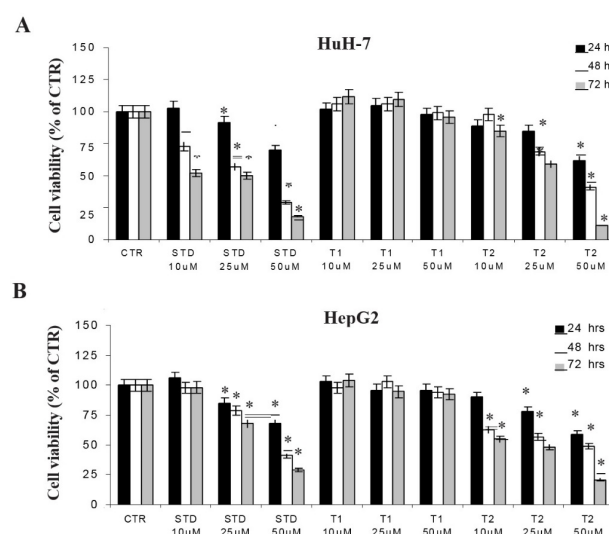 A
HuH-7
24 h
48 h
72 h
Cell viability (% of CTR)
150
125
100
75
50
25
0
* * * * * * * * * *
CTR STD STD STD T1 T1 T1 T2 T2 T2
10uM 25uM 50uM 10uM 25uM 50uM 10uM 25uM 50uM
B
HepG2
24 hrs
48 hrs
72 hrs
Cell viability (% of CTR)
150
125
100
75
50
25
0
* * * * * * * * * * * * *
CTR STD STD STD T1 T1 T1 T2 T2 T2
10uM 25uM 50uM 10uM 25uM 50uM 10uM 25uM 50uM